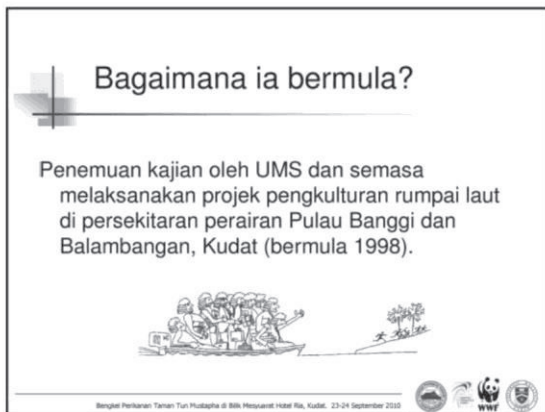 Bagaimana ia bermula?
Penemuan kajian oleh UMS dan semasa
melaksanakan projek pengkulturan rumpai laut
di persekitaran perairan Pulau Banggi dan
Balambangan, Kudat (bermula 1998).
Bengkel Perikanan Taman Tun Mustapha di Bilik Mesyuarat Hotel Ria, Kudat. 23-24 September 2010
WWF